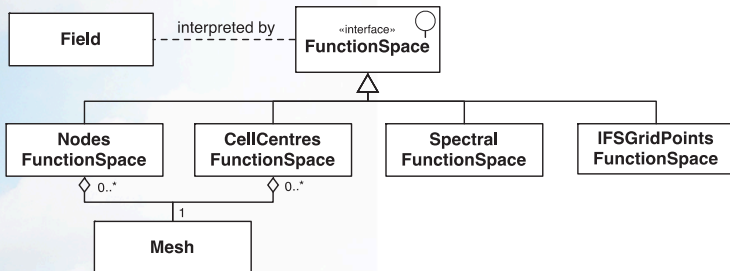 Field
interpreted by
«interface»
FunctionSpace
Nodes
FunctionSpace
CellCentres
FunctionSpace
Spectral
FunctionSpace
IFSGridPoints
FunctionSpace
0..*
0..*
1
Mesh